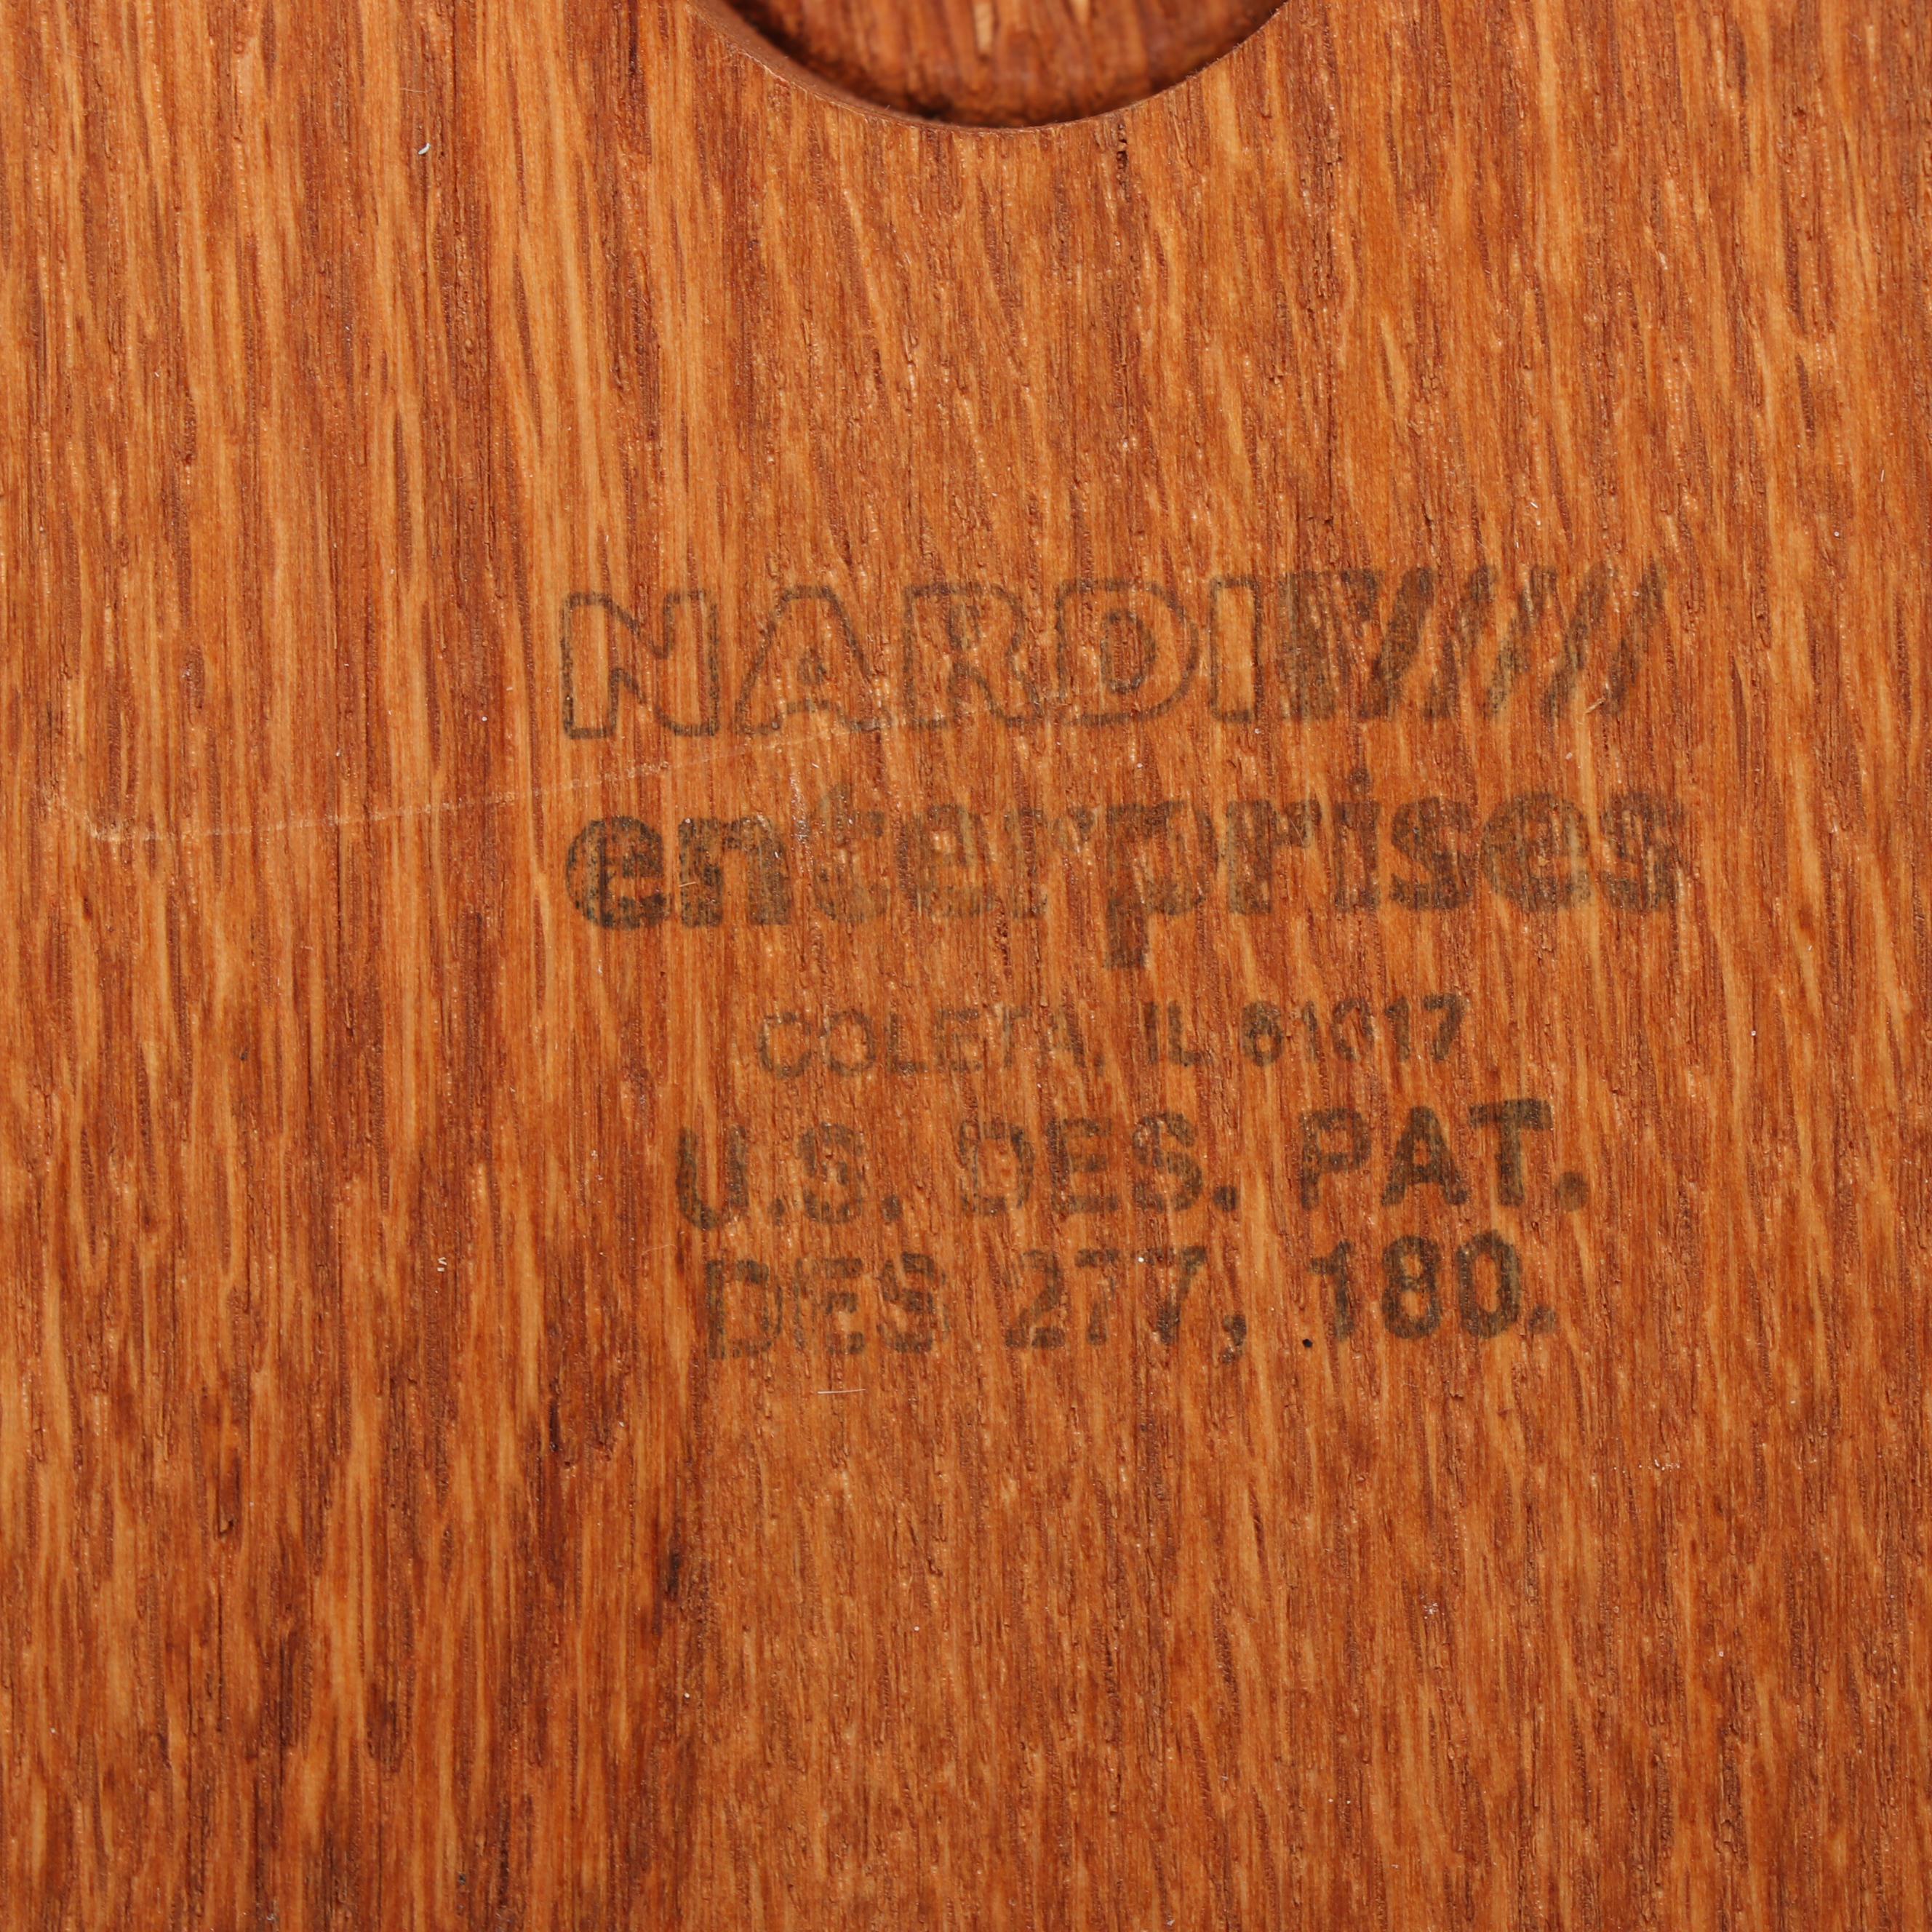 NARDI
enterprises
COLETA, IL 61017
U.S. DES. PAT.
DES 277, 180.